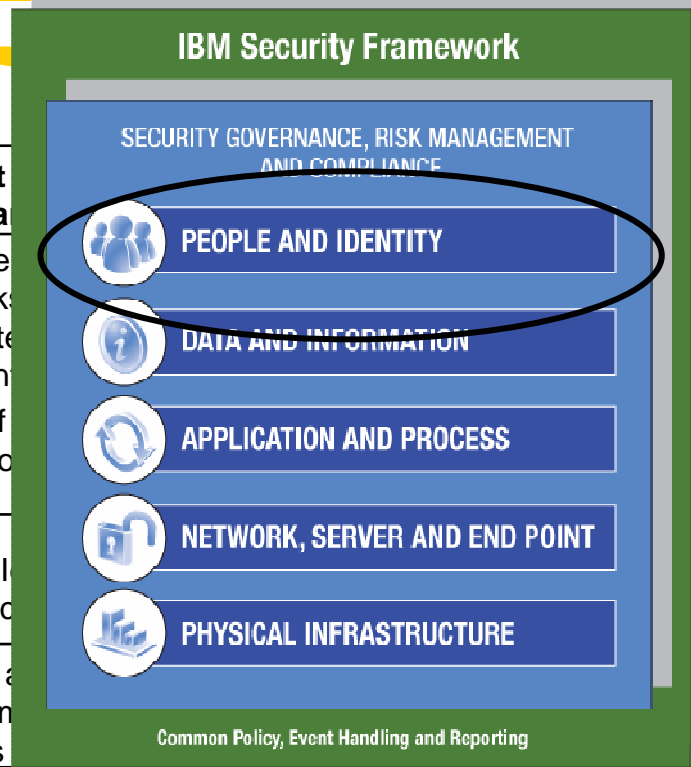 IBM Security Framework
SECURITY GOVERNANCE, RISK MANAGEMENT
AND COMPLIANCE
PEOPLE AND IDENTITY
DATA AND INFORMATION
APPLICATION AND PROCESS
NETWORK, SERVER AND END POINT
PHYSICAL INFRASTRUCTURE
Common Policy, Event Handling and Reporting